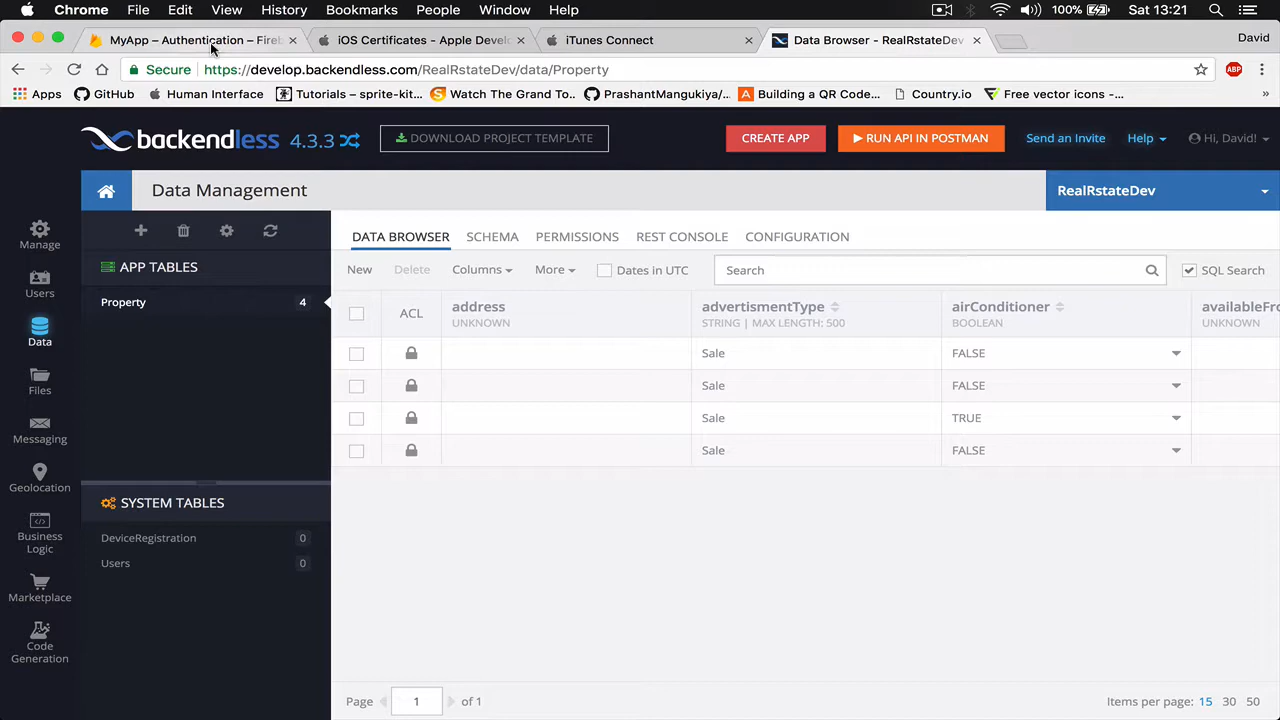 Chrome File Edit View History Bookmarks People Window Help 100% Sat 13:21
MyApp – Authentication – Fireb iOS Certificates - Apple Develo iTunes Connect Data Browser - RealRstateDev David
Secure https://develop.backendless.com/RealRstateDev/data/Property ABP
Apps GitHub Human Interface Tutorials – sprite-kit... Watch The Grand To... PrashantMangukiya/... Building a QR Code... Country.io Free vector icons -... »
backendless 4.3.3 DOWNLOAD PROJECT TEMPLATE CREATE APP RUN API IN POSTMAN Send an Invite Help Hi, David!
Data Management RealRstateDev
Manage
Users
Data
Files
Messaging
Geolocation
Business
Logic
Marketplace
Code
Generation
APP TABLES
Property 4
SYSTEM TABLES
DeviceRegistration 0
Users 0
DATA BROWSER SCHEMA PERMISSIONS REST CONSOLE CONFIGURATION
New Delete Columns More Dates in UTC Search SQL Search
ACL address advertismentType airConditioner availableFro
UNKNOWN STRING | MAX LENGTH: 500 BOOLEAN UNKNOWN
Sale FALSE
Sale FALSE
Sale TRUE
Sale FALSE
Page 1 of 1 Items per page: 15 30 50